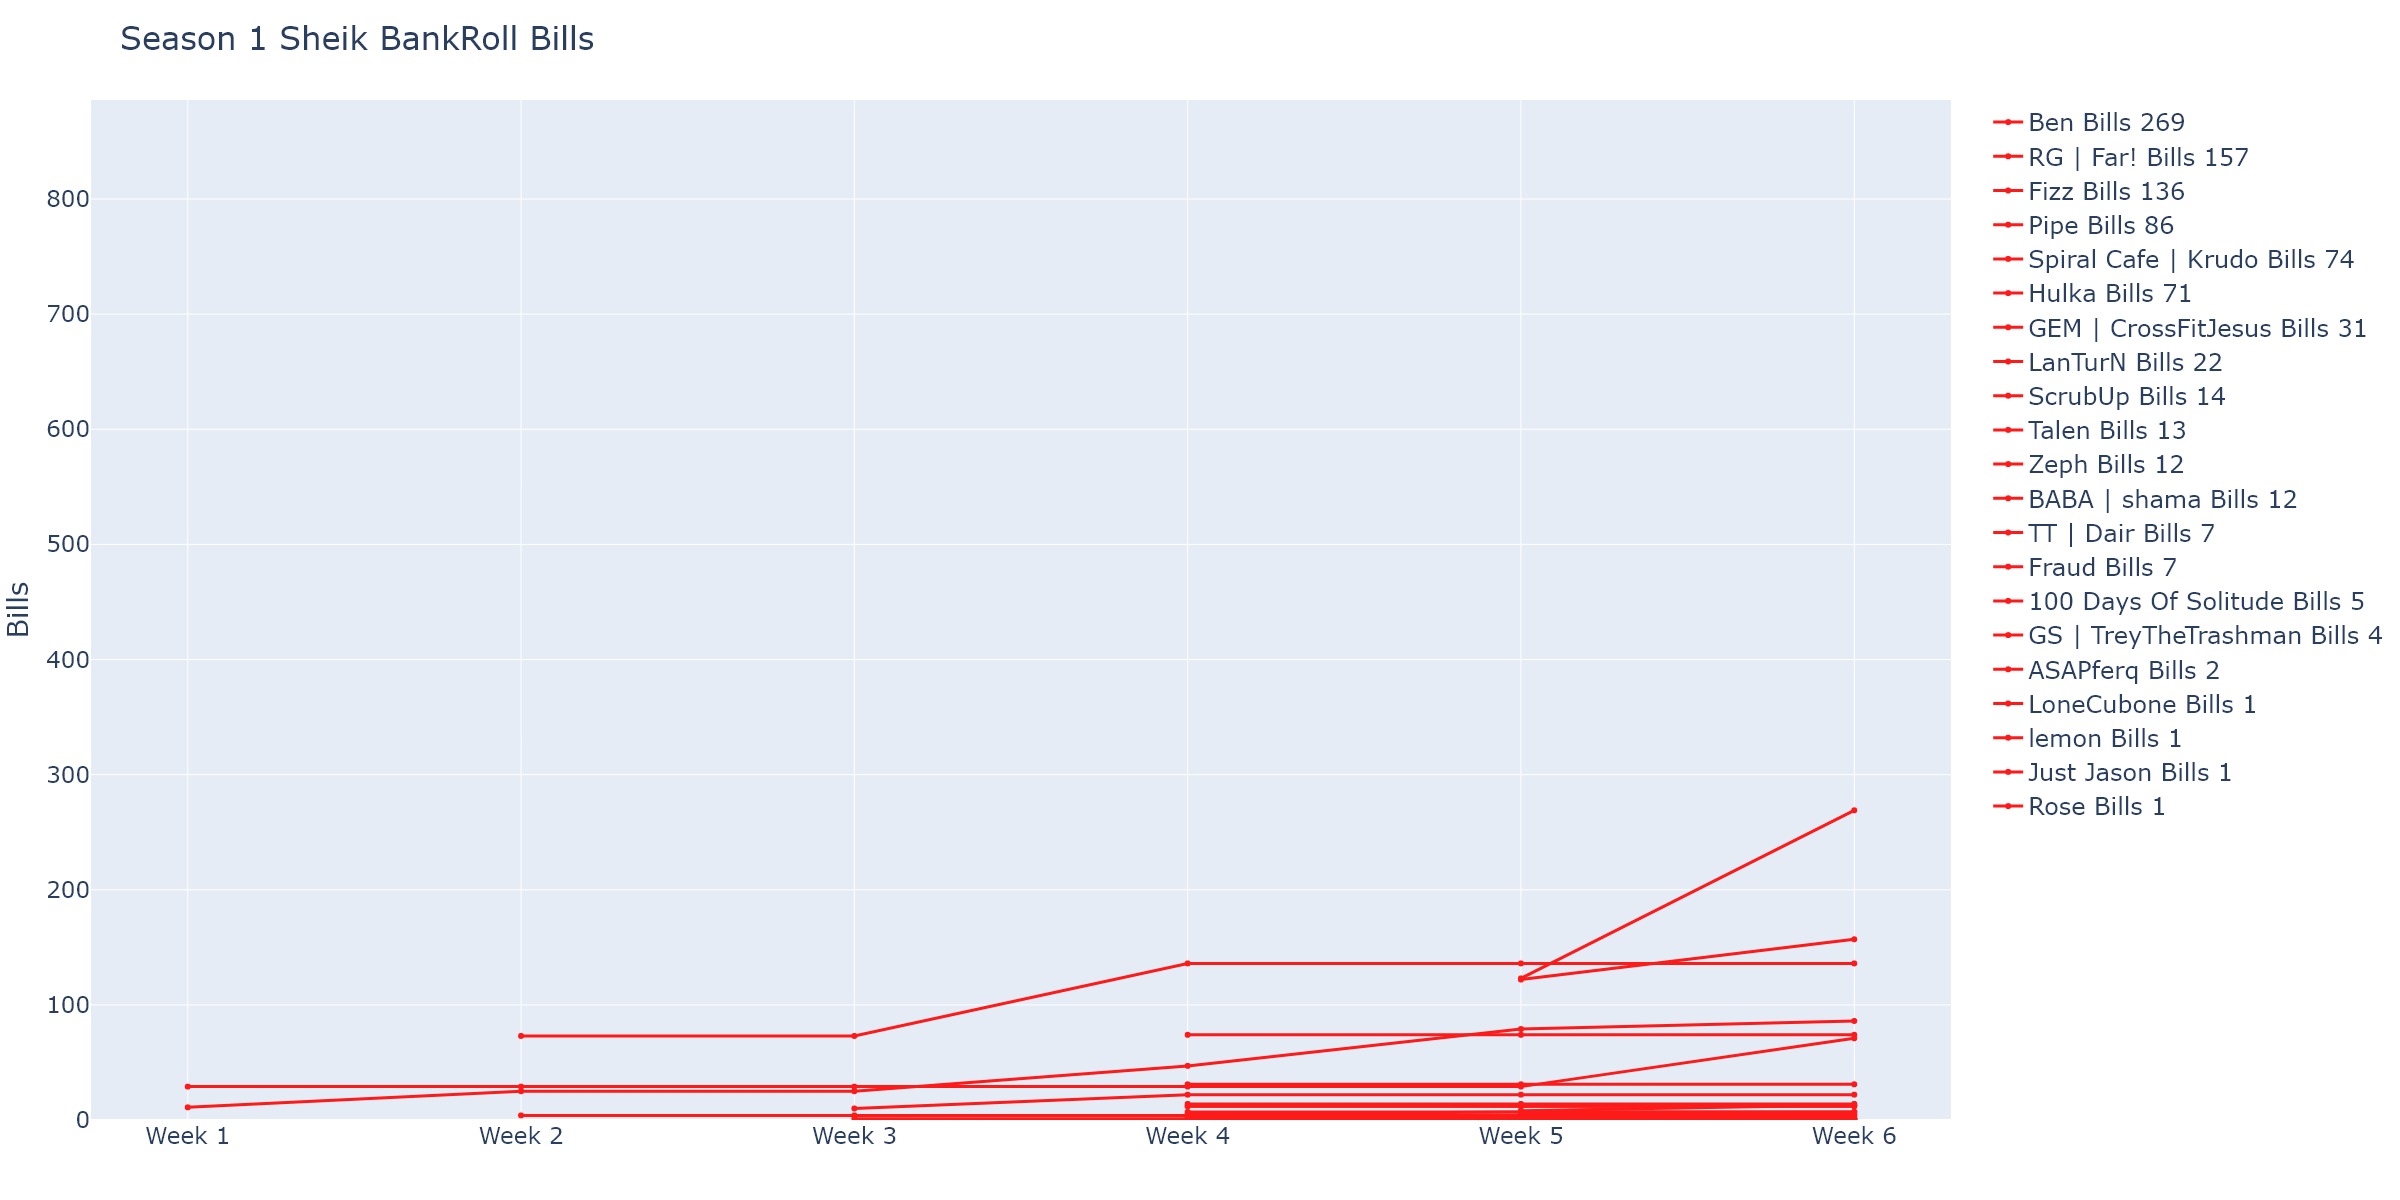 Season 1 Sheik BankRoll Bills
Bills
800
700
600
500
400
300
200
100
0
Week 1
Week 2
Week 3
Week 4
Week 5
Week 6
Ben Bills 269
RG | Far! Bills 157
Fizz Bills 136
Pipe Bills 86
Spiral Cafe | Krudo Bills 74
Hulka Bills 71
GEM | CrossFitJesus Bills 31
LanTurN Bills 22
ScrubUp Bills 14
Talen Bills 13
Zeph Bills 12
BABA | shama Bills 12
TT | Dair Bills 7
Fraud Bills 7
100 Days Of Solitude Bills 5
GS | TreyTheTrashman Bills 4
ASAPferq Bills 2
LoneCubone Bills 1
lemon Bills 1
Just Jason Bills 1
Rose Bills 1